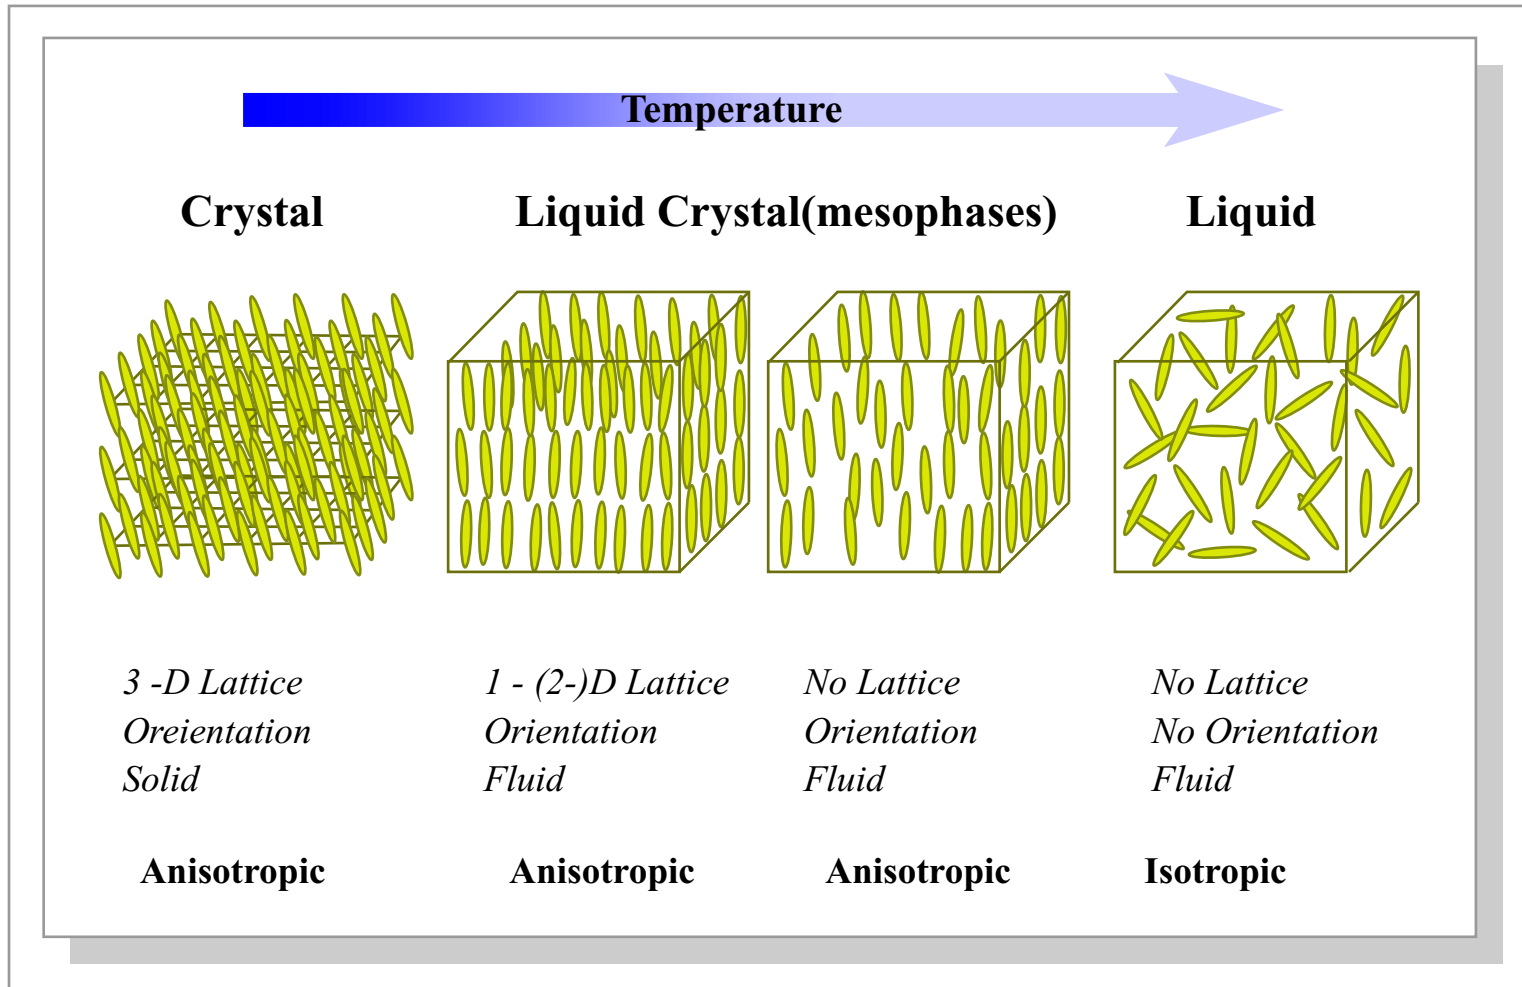 Temperature
Crystal
Liquid Crystal(mesophases)
Liquid
3 -D Lattice
Oreientation
Solid
1 - (2-)D Lattice
Orientation
Fluid
No Lattice
Orientation
Fluid
No Lattice
No Orientation
Fluid
Anisotropic
Anisotropic
Anisotropic
Isotropic